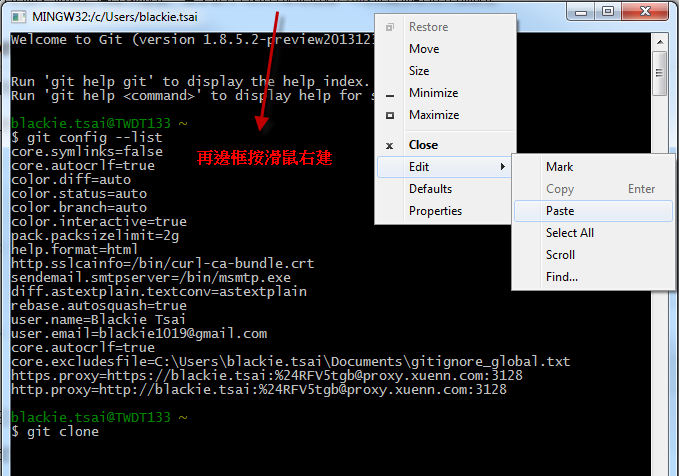 MINGW32:/c/Users/blackie.tsai
Welcome to Git (version 1.8.5.2-preview2013123
Run 'git help git' to display the help index.
Run 'git help <command>' to display help for s
blackie.tsai@TWDT133 ~
$ git config --list
core.symlinks=false
core.autocrlf=true
color.diff=auto
color.status=auto
color.branch=auto
color.interactive=true
pack.packsizelimit=2g
help.format=html
http.sslcainfo=/bin/curl-ca-bundle.crt
sendemail.smtpserver=/bin/msmtp.exe
diff.astextplain.textconv=astextplain
rebase.autosquash=true
user.name=Blackie Tsai
user.email=blackie1019@gmail.com
core.autocrlf=true
core.excludesfile=C:\Users\blackie.tsai\Documents\gitignore_global.txt
https.proxy=https://blackie.tsai:%24RFV5tgb@proxy.xuenn.com:3128
http.proxy=http://blackie.tsai:%24RFV5tgb@proxy.xuenn.com:3128
blackie.tsai@TWDT133 ~
$ git clone
再邊框按滑鼠右建
Restore
Move
Size
Minimize
Maximize
Close
Edit
Defaults
Properties
Mark
Copy Enter
Paste
Select All
Scroll
Find...